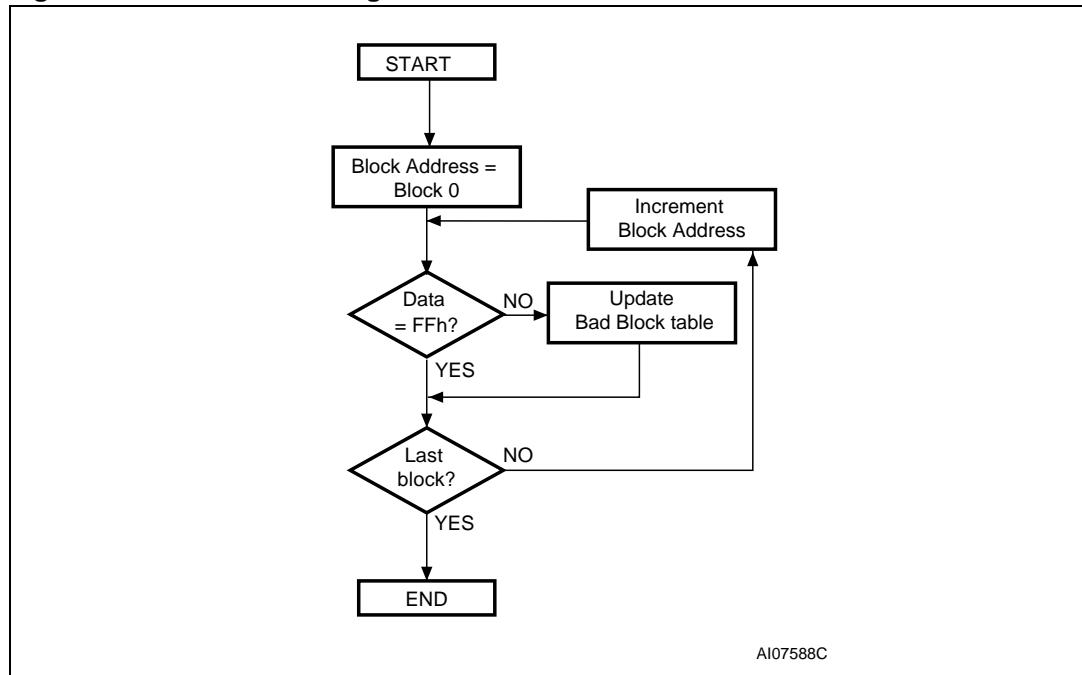 START
Block Address =
Block 0
Increment
Block Address
Data
= FFh?
NO
Update
Bad Block table
YES
Last
block?
NO
YES
END
AI07588C